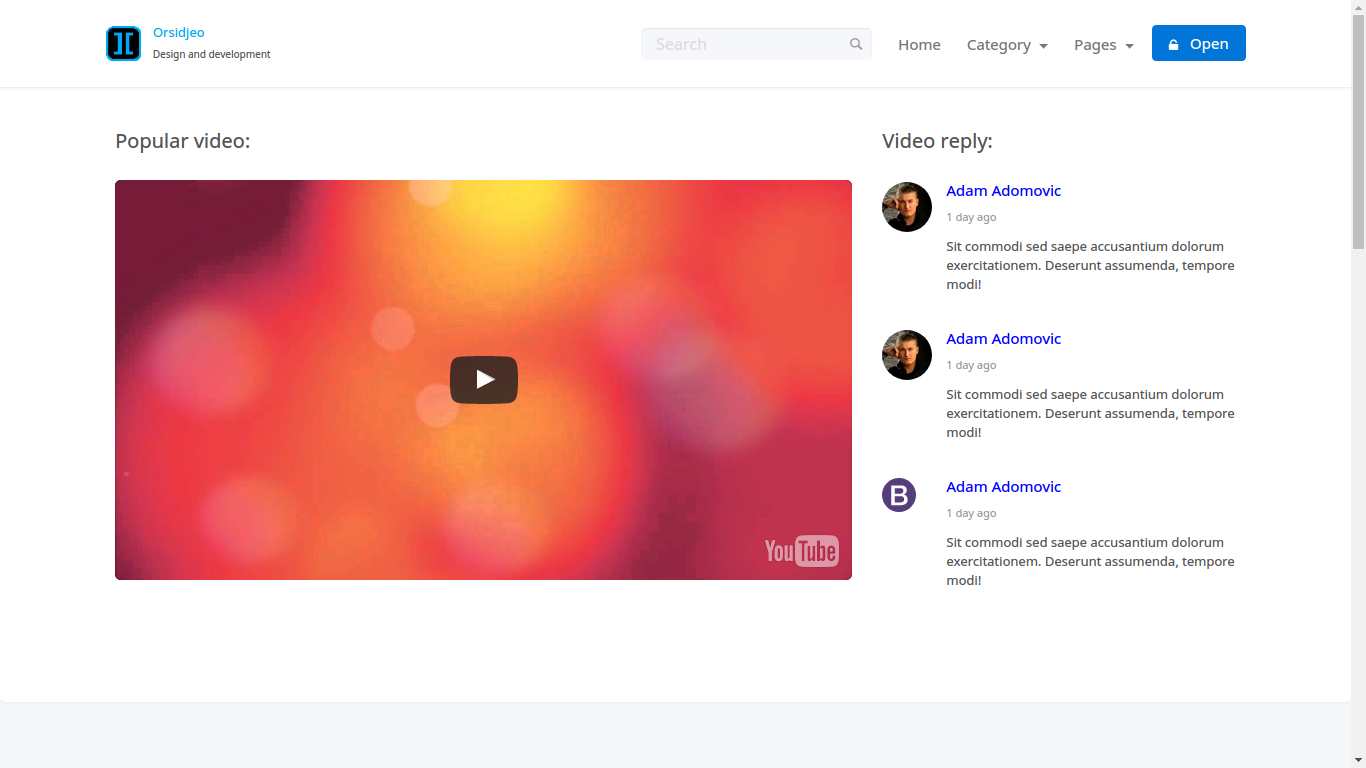 Orsidjeo
Design and development
Search
Home
Category
Pages
Open
Popular video:
YouTube
Video reply:
Adam Adomovic
1 day ago
Sit commodi sed saepe accusantium dolorum
exercitationem. Deserunt assumenda, tempore
modi!
Adam Adomovic
1 day ago
Sit commodi sed saepe accusantium dolorum
exercitationem. Deserunt assumenda, tempore
modi!
B
Adam Adomovic
1 day ago
Sit commodi sed saepe accusantium dolorum
exercitationem. Deserunt assumenda, tempore
modi!